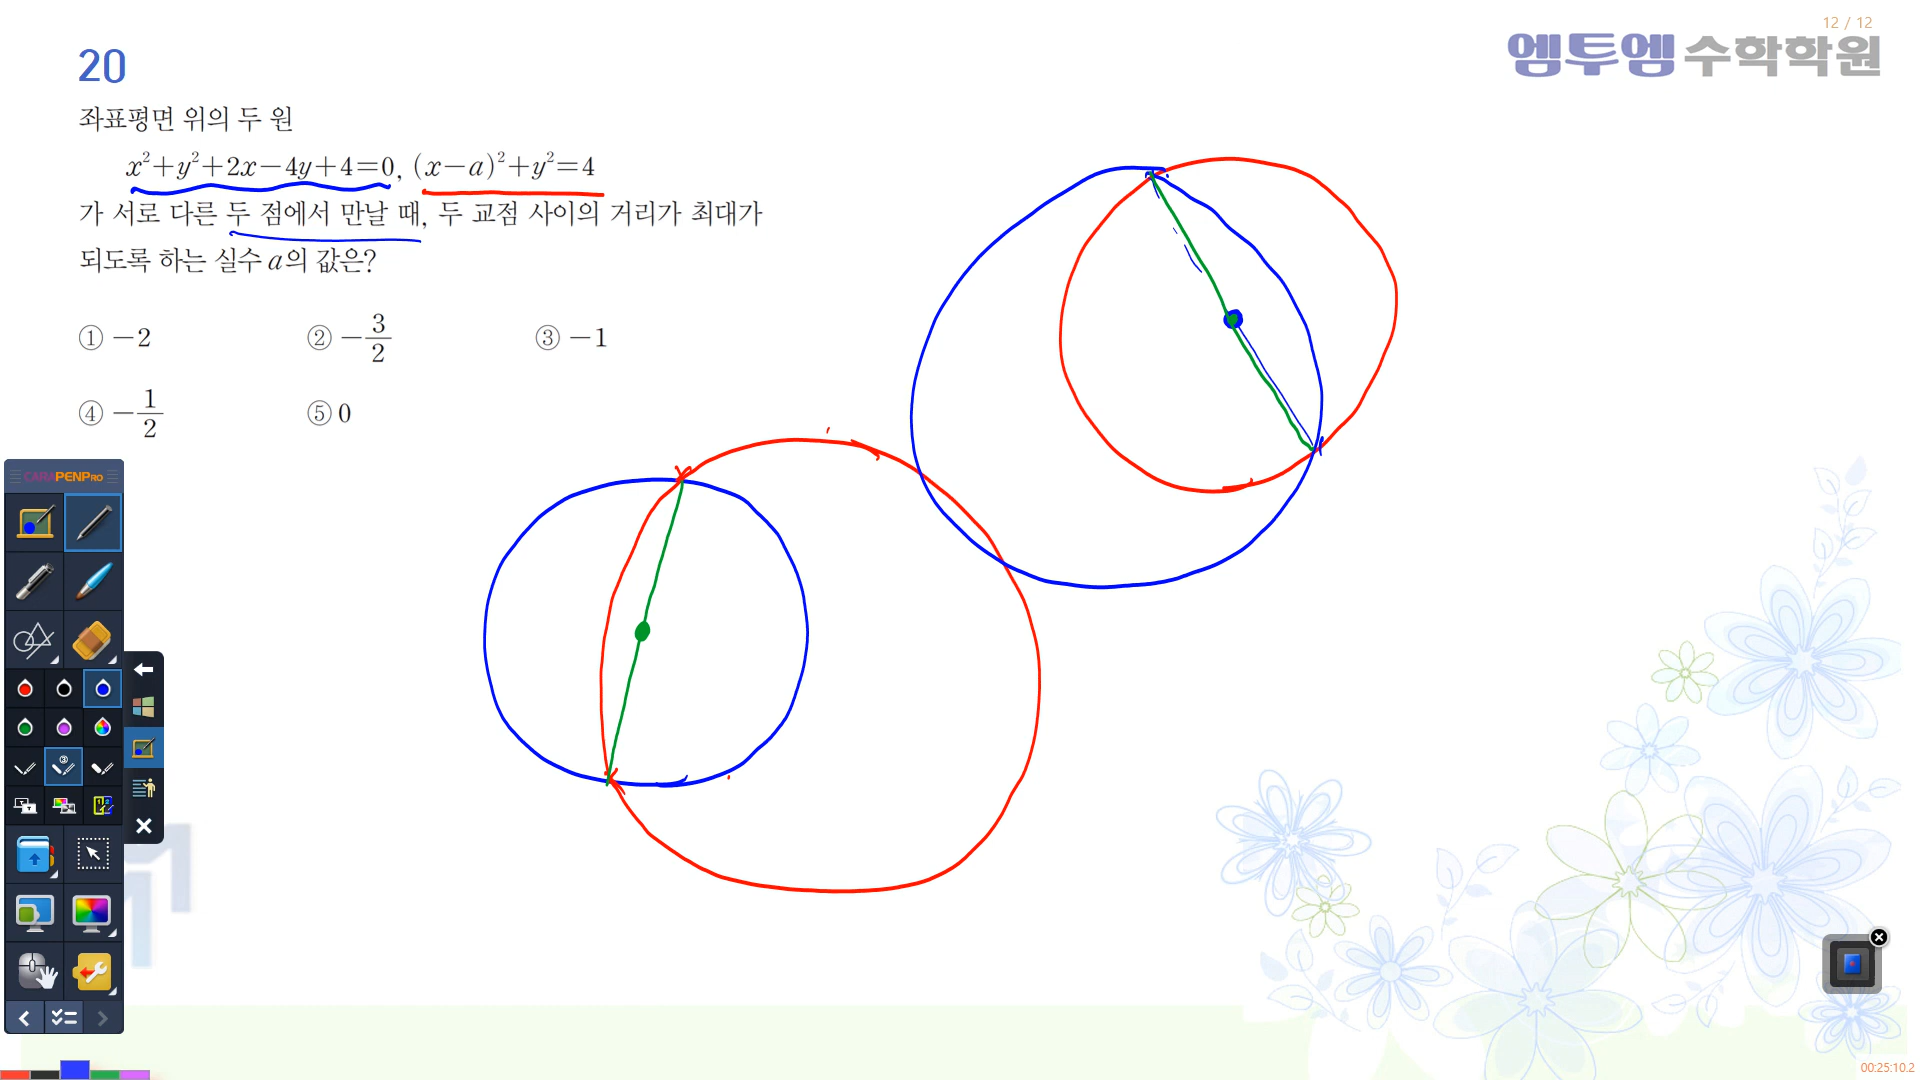 12 / 12
엠투엠 수학학원
20
좌표평면 위의 두 원
x²+y²+2x−4y+4=0, (x−a)²+y²=4
가 서로 다른 두 점에서 만날 때, 두 교점 사이의 거리가 최대가
되도록 하는 실수 a의 값은?
① −2 ② −3/2 ③ −1
④ −1/2 ⑤ 0
CARAPENPRO
00:25:10.2